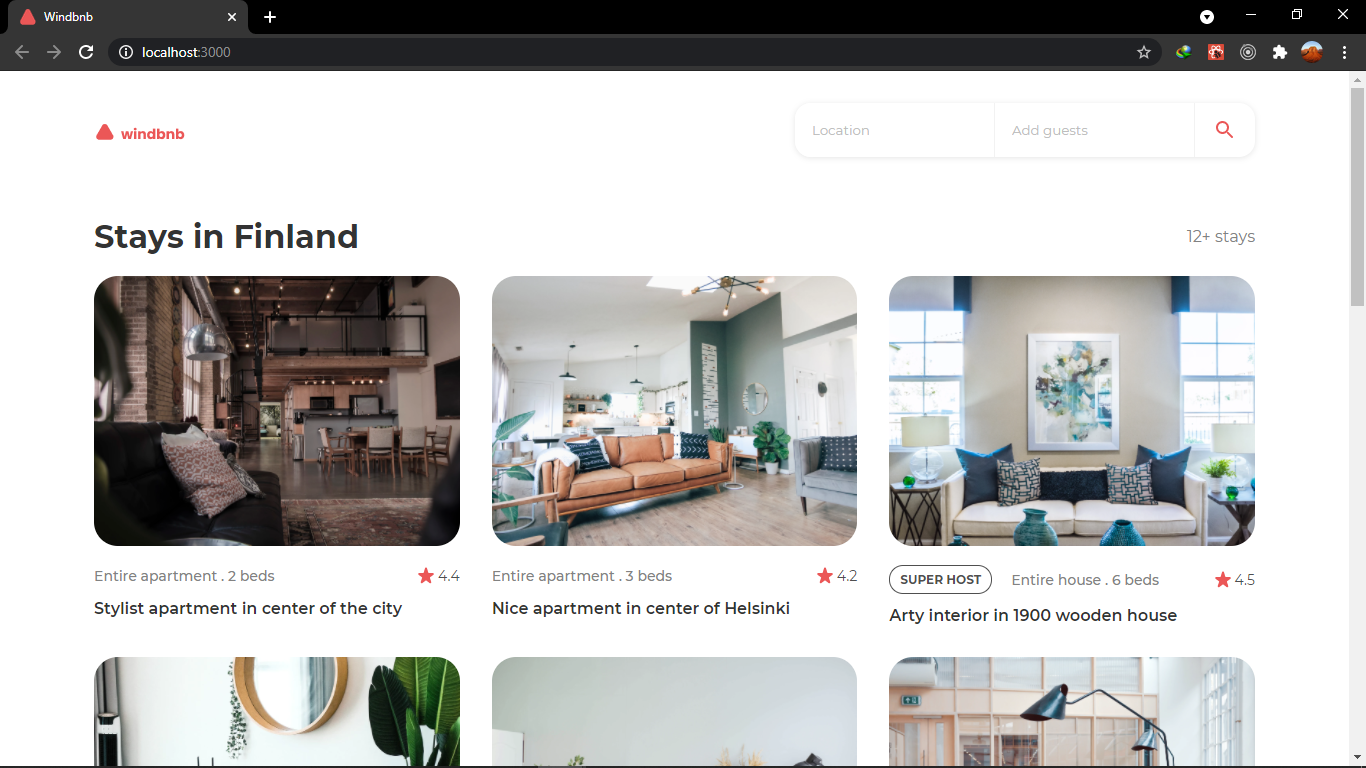 Windbnb
localhost:3000
windbnb
Location
Add guests
Stays in Finland
12+ stays
Entire apartment . 2 beds
4.4
Stylist apartment in center of the city
Entire apartment . 3 beds
4.2
Nice apartment in center of Helsinki
SUPER HOST
Entire house . 6 beds
4.5
Arty interior in 1900 wooden house